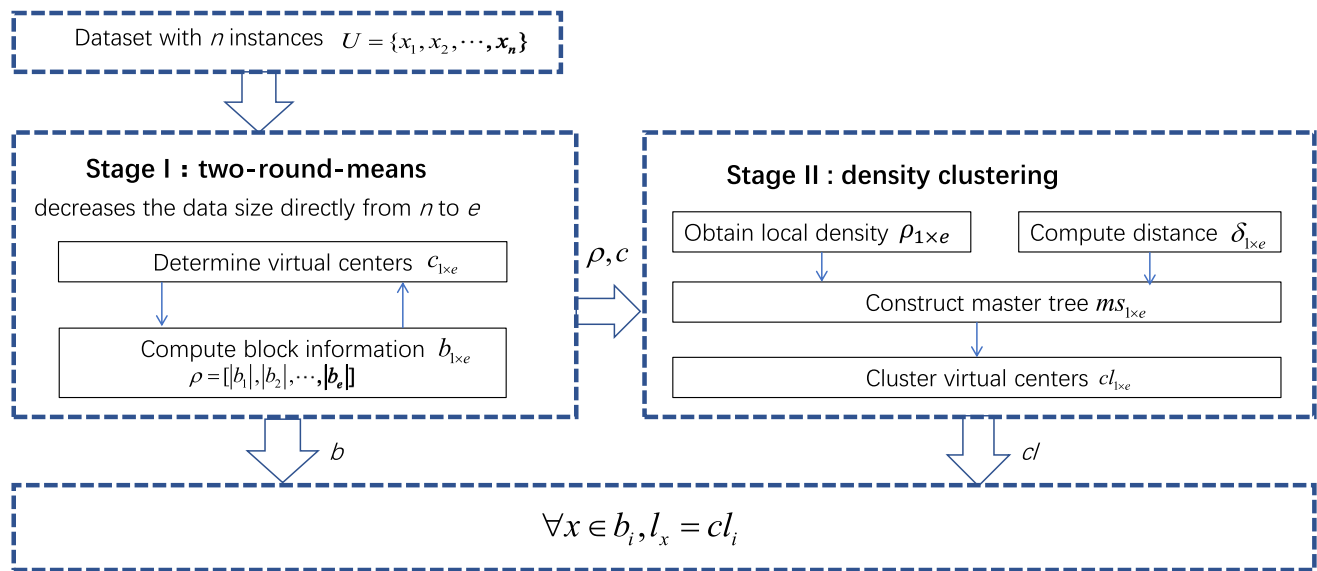 Dataset with n instances U = {x₁, x₂, ⋯, xₙ}
Stage I : two-round-means
decreases the data size directly from n to e
Determine virtual centers c₁×ₑ
Compute block information b₁×ₑ
ρ = [|b₁|, |b₂|, ⋯, |bₑ|]
b
ρ, c
Stage II : density clustering
Obtain local density ρ₁×ₑ
Compute distance δ₁×ₑ
Construct master tree ms₁×ₑ
Cluster virtual centers cl₁×ₑ
cl
∀x ∈ bᵢ, lₓ = clᵢ